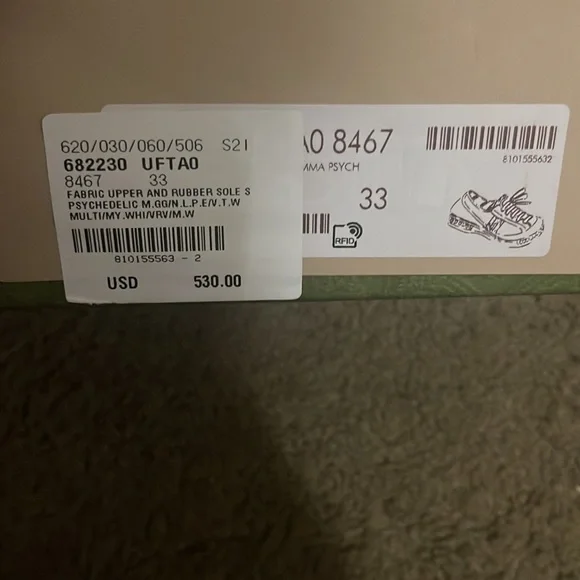 620/030/060/506 S21
682230 UFTA0
8467 33
FABRIC UPPER AND RUBBER SOLE S
PSYCHEDELIC M.GG/N.L.P.E/V.T.W
MULTI/MY.WHI/VRV/M.W
810155563 - 2
USD 530.00
A0 8467
MMA PSYCH
33
RFID
8101555632